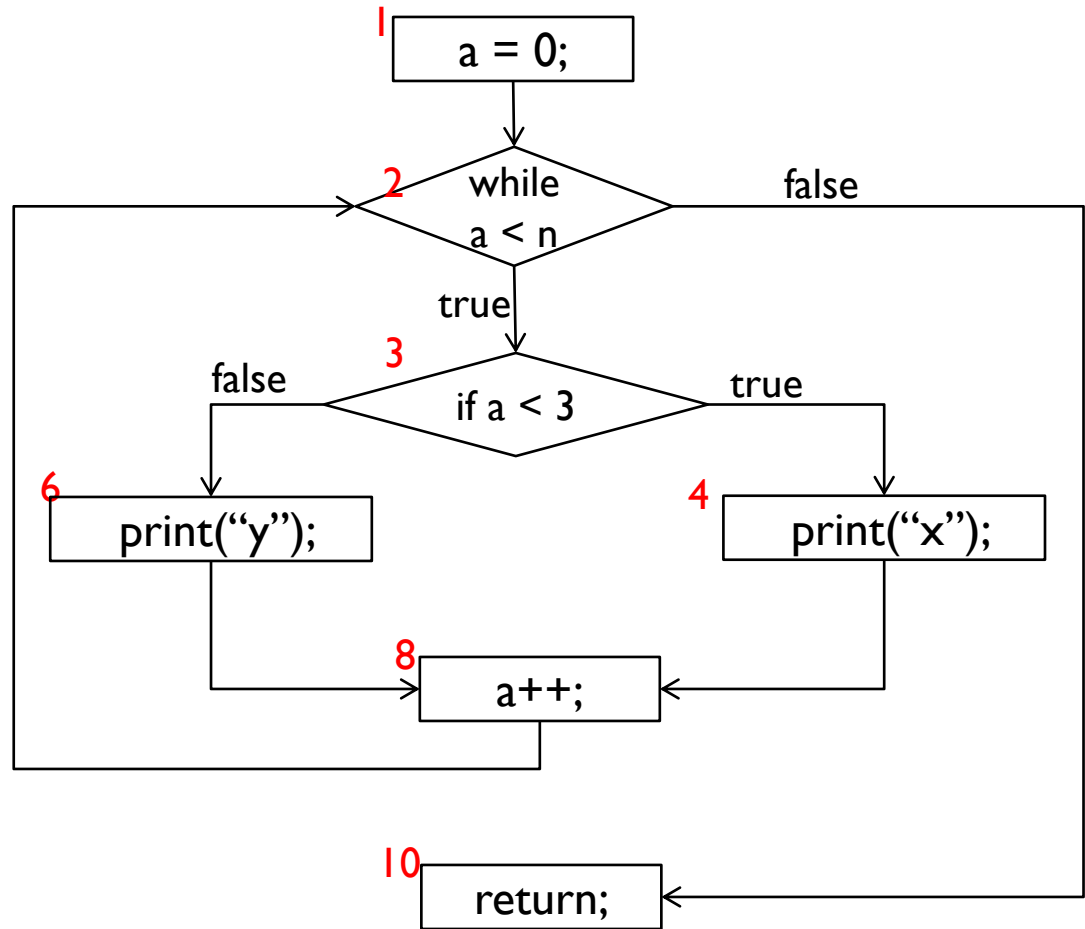 1
a = 0;
2
while
a < n
false
true
3
false
if a < 3
true
6
print(“y”);
4
print(“x”);
8
a++;
10
return;